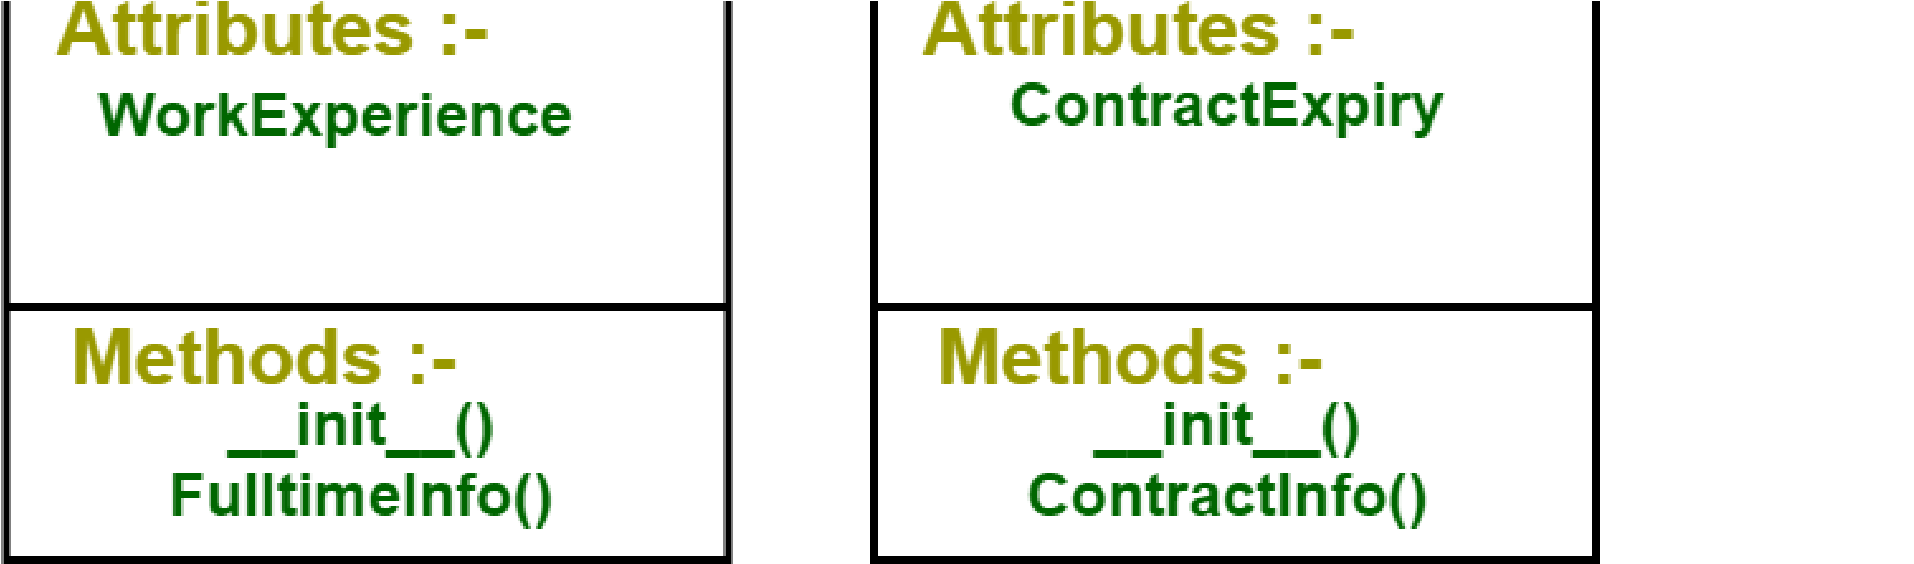 Attributes :-
WorkExperience
Methods :-
__init__()
FulltimeInfo()
Attributes :-
ContractExpiry
Methods :-
__init__()
ContractInfo()